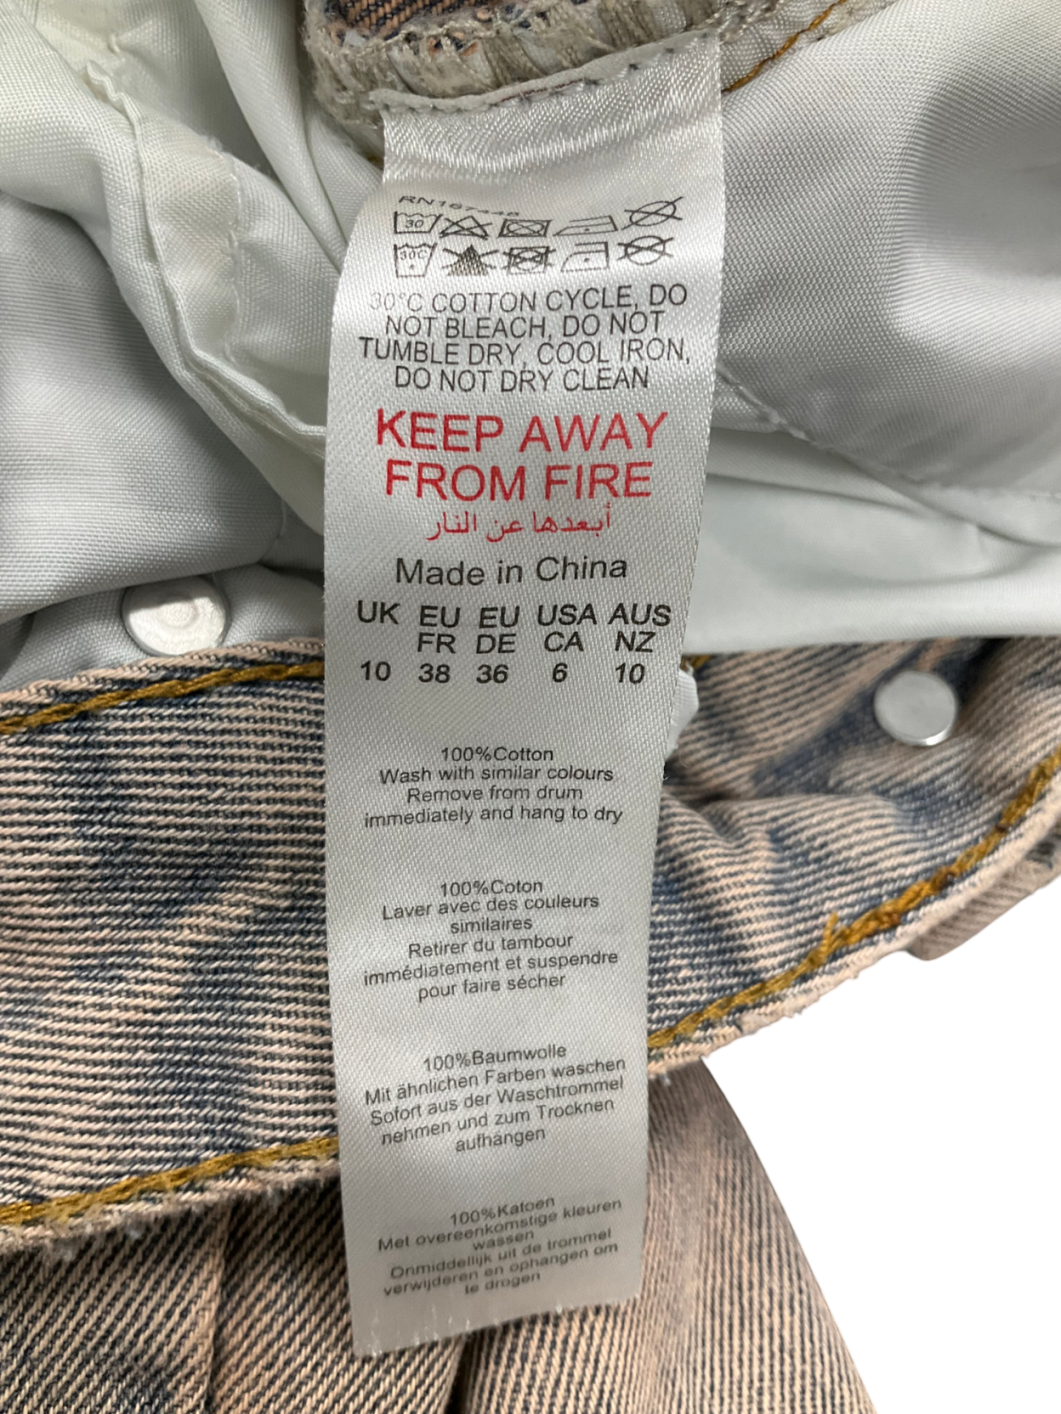 30
30C
30°C COTTON CYCLE, DO
NOT BLEACH, DO NOT
TUMBLE DRY, COOL IRON,
DO NOT DRY CLEAN
KEEP AWAY
FROM FIRE
أبعدها عن النار
Made in China
UK EU EU USA AUS
FR DE CA NZ
10 38 36 6 10
100%Cotton
Wash with similar colours
Remove from drum
immediately and hang to dry
100%Coton
Laver avec des couleurs
similaires
Retirer du tambour
immédiatement et suspendre
pour faire sécher
100%Baumwolle
Mit ähnlichen Farben waschen
Sofort aus der Waschtrommel
nehmen und zum Trocknen
aufhängen
100%Katoen
Met overeenkomstige kleuren
wassen
Onmiddellijk uit de trommel
verwijderen en ophangen om
te drogen